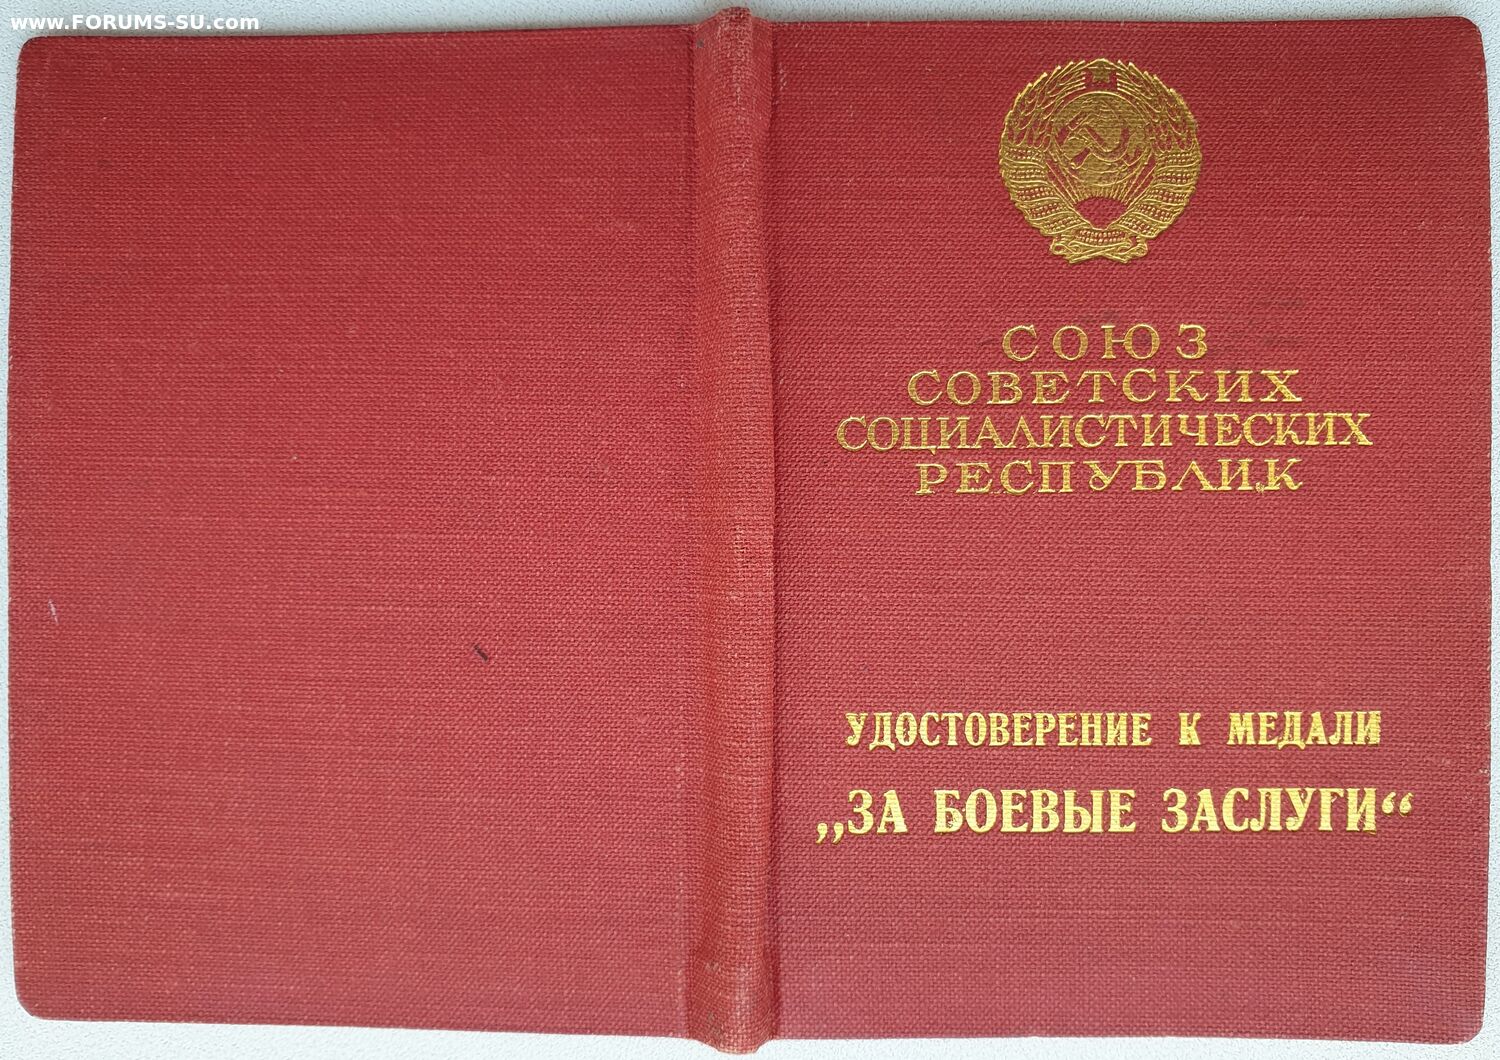 www.FORUMS-SU.com
СОЮЗ
СОВЕТСКИХ
СОЦИАЛИСТИЧЕСКИХ
РЕСПУБЛИК
УДОСТОВЕРЕНИЕ К МЕДАЛИ
„ЗА БОЕВЫЕ ЗАСЛУГИ“